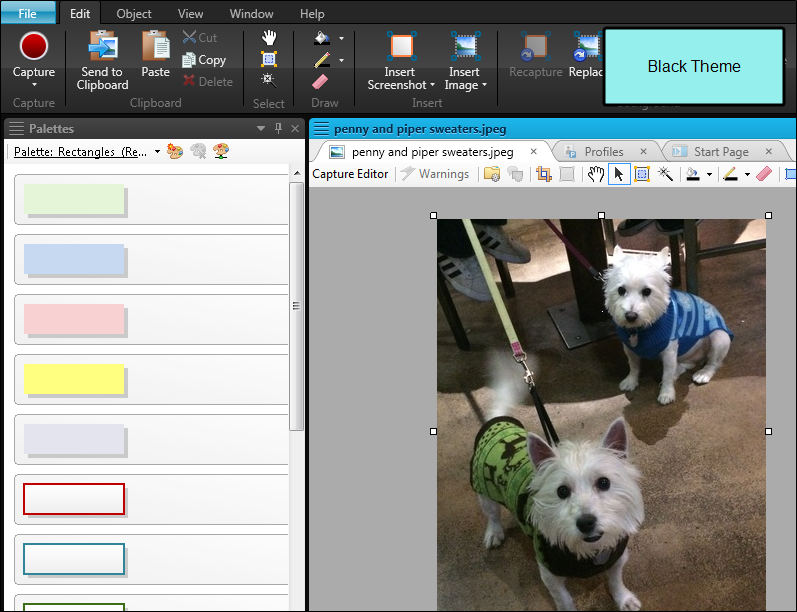 File Edit Object View Window Help
Capture
Send to
Clipboard
Paste
Cut
Copy
Delete
Insert
Screenshot
Insert
Image
Recapture
Replac
Black Theme
Capture Clipboard Select Draw Insert
Palettes
Palette: Rectangles (Re...
penny and piper sweaters.jpeg
penny and piper sweaters.jpeg Profiles Start Page
Capture Editor Warnings